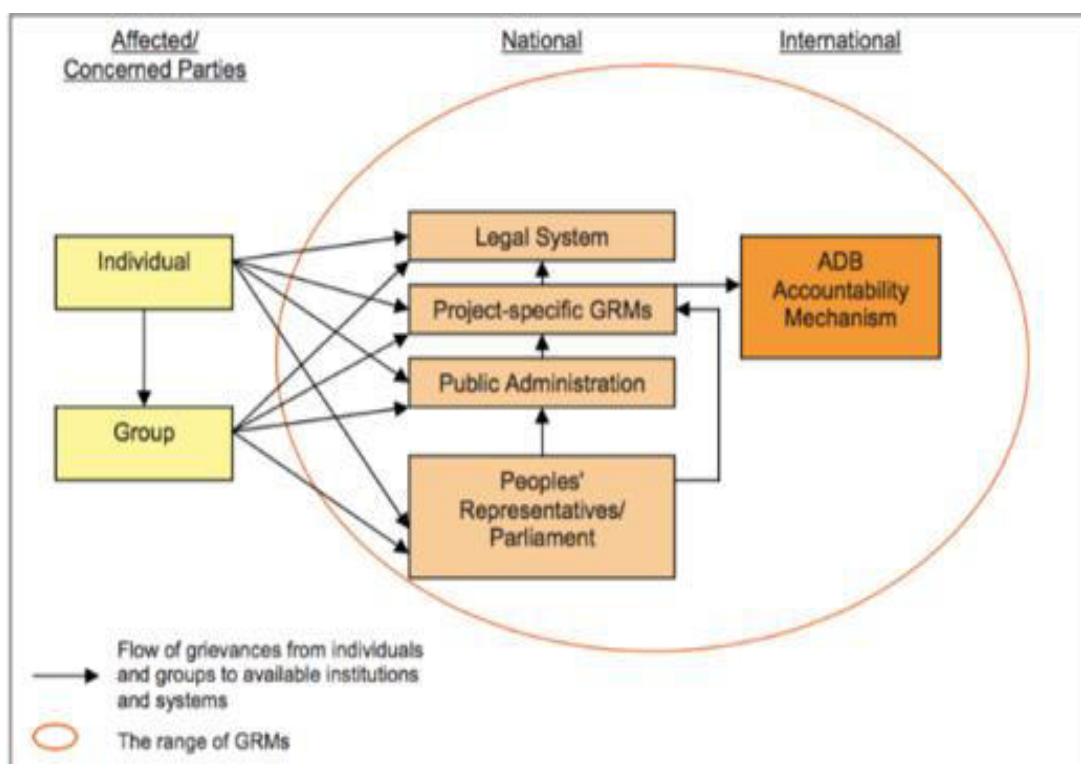 Affected/
Concerned Parties
National
International
Individual
Group
Legal System
Project-specific GRMs
Public Administration
Peoples'
Representatives/
Parliament
ADB
Accountability
Mechanism
Flow of grievances from individuals
and groups to available institutions
and systems
The range of GRMs